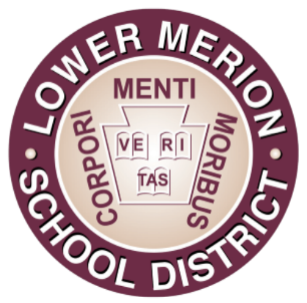 LOWER MERION
SCHOOL DISTRICT
MENTI
CORPORI
MORIBUS
VE RI
TAS